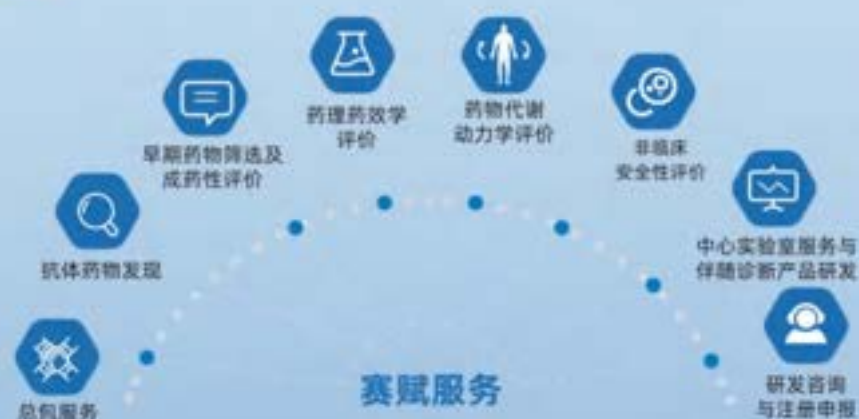 药理药效学
评价
药物代谢
动力学评价
早期药物筛选及
成药性评价
非临床
安全性评价
抗体药物发现
中心实验室服务与
伴随诊断产品研发
总包服务
赛赋服务
研发咨询
与注册申报